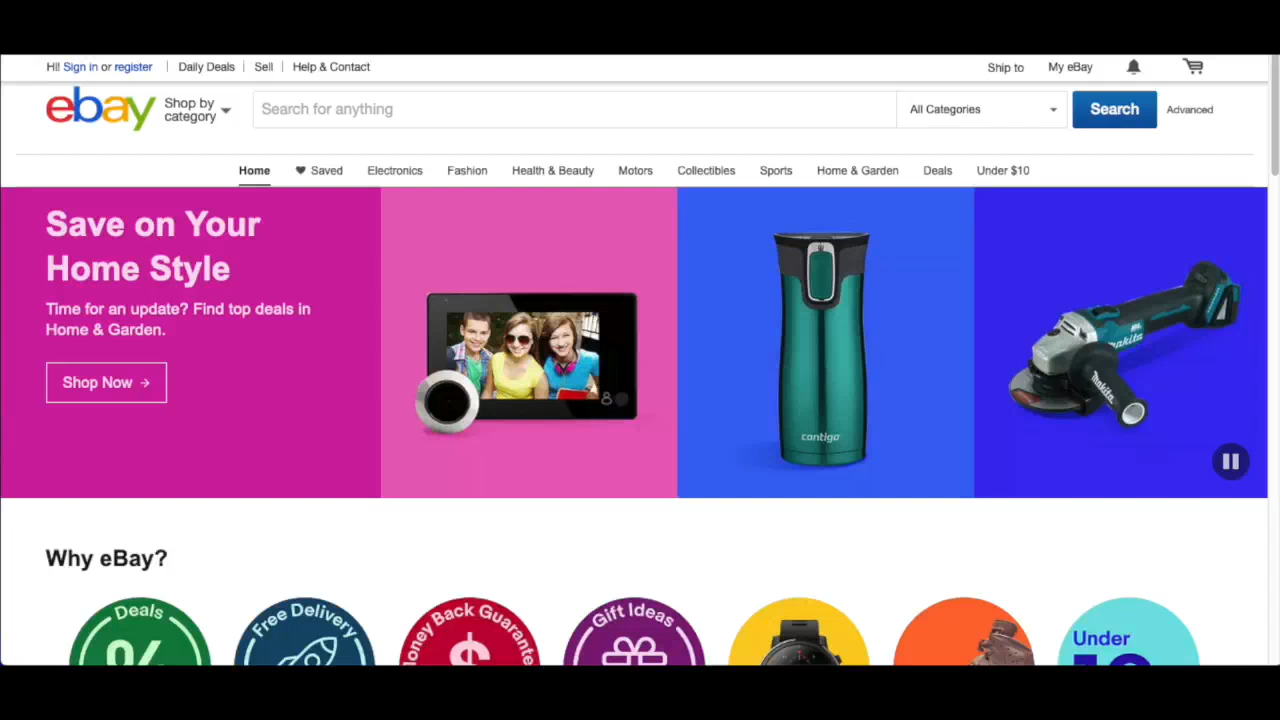 Hi! Sign in or register
Daily Deals
Sell
Help & Contact
Ship to
My eBay
ebay
Shop by
category
Search for anything
All Categories
Search
Advanced
Home
Saved
Electronics
Fashion
Health & Beauty
Motors
Collectibles
Sports
Home & Garden
Deals
Under $10
Save on Your
Home Style
Time for an update? Find top deals in
Home & Garden.
Shop Now →
contigo
makita
makita
Why eBay?
Deals
%
Free Delivery
Money Back Guarantee
$
Gift Ideas
Under
10